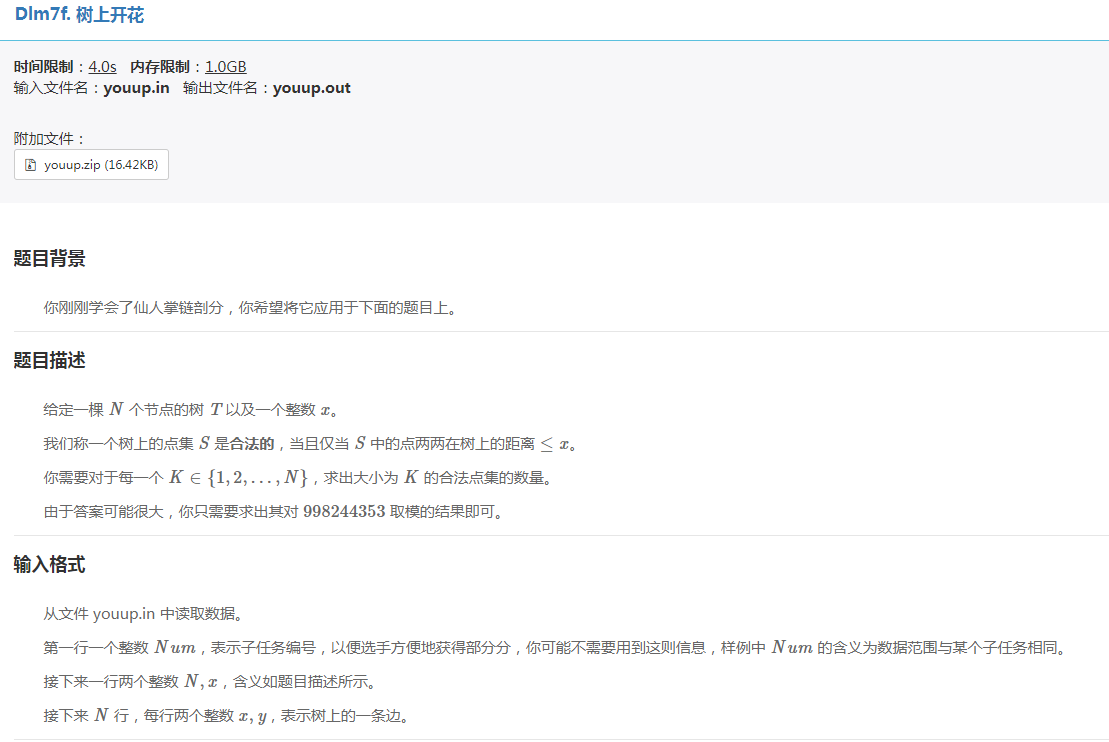 Dlm7f. 树上开花
时间限制：4.0s 内存限制：1.0GB
输入文件名：youup.in 输出文件名：youup.out
附加文件：
youup.zip (16.42KB)
题目背景
你刚刚学会了仙人掌链剖分，你希望将它应用于下面的题目上。
题目描述
给定一棵 N 个节点的树 T 以及一个整数 x。
我们称一个树上的点集 S 是合法的，当且仅当 S 中的点两两在树上的距离 ≤ x。
你需要对于每一个 K ∈ {1, 2, . . . , N}，求出大小为 K 的合法点集的数量。
由于答案可能很大，你只需要求出其对 998244353 取模的结果即可。
输入格式
从文件 youup.in 中读取数据。
第一行一个整数 Num，表示子任务编号，以便选手方便地获得部分分，你可能不需要用到这则信息，样例中 Num 的含义为数据范围与某个子任务相同。
接下来一行两个整数 N, x，含义如题目描述所示。
接下来 N 行，每行两个整数 x, y，表示树上的一条边。